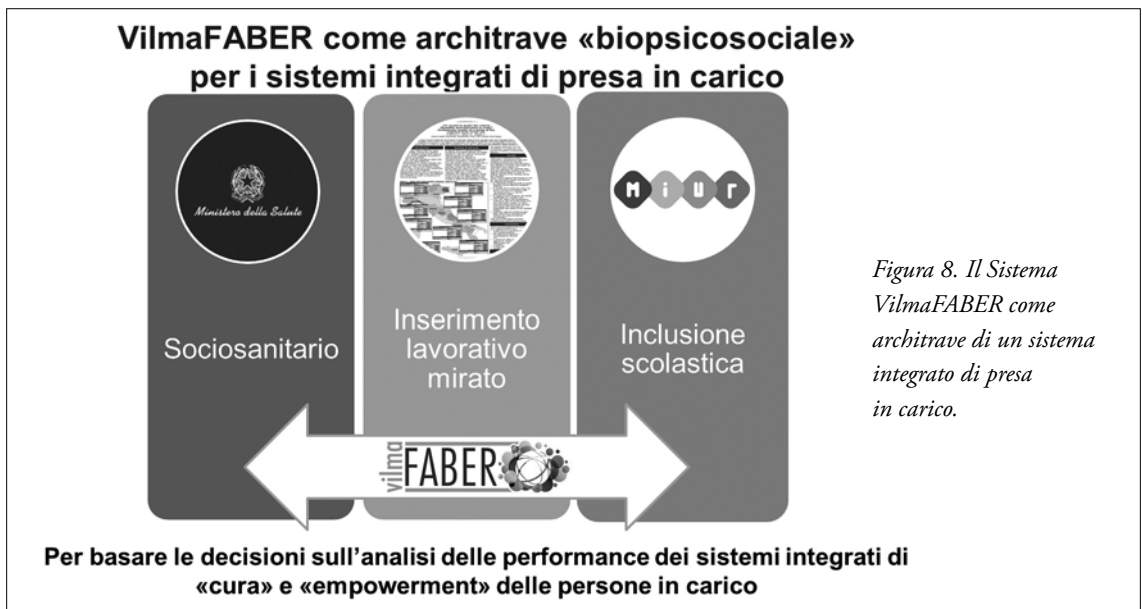 VilmaFABER come architrave «biopsicosociale»
per i sistemi integrati di presa in carico
Ministero della Salute
Sociosanitario
Inserimento
lavorativo
mirato
MIUR
Inclusione
scolastica
vilma
FABER
Per basare le decisioni sull’analisi delle performance dei sistemi integrati di
«cura» e «empowerment» delle persone in carico
Figura 8. Il Sistema
VilmaFABER come
architrave di un sistema
integrato di presa
in carico.